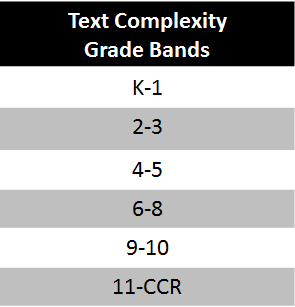 Text Complexity
Grade Bands
K-1
2-3
4-5
6-8
9-10
11-CCR